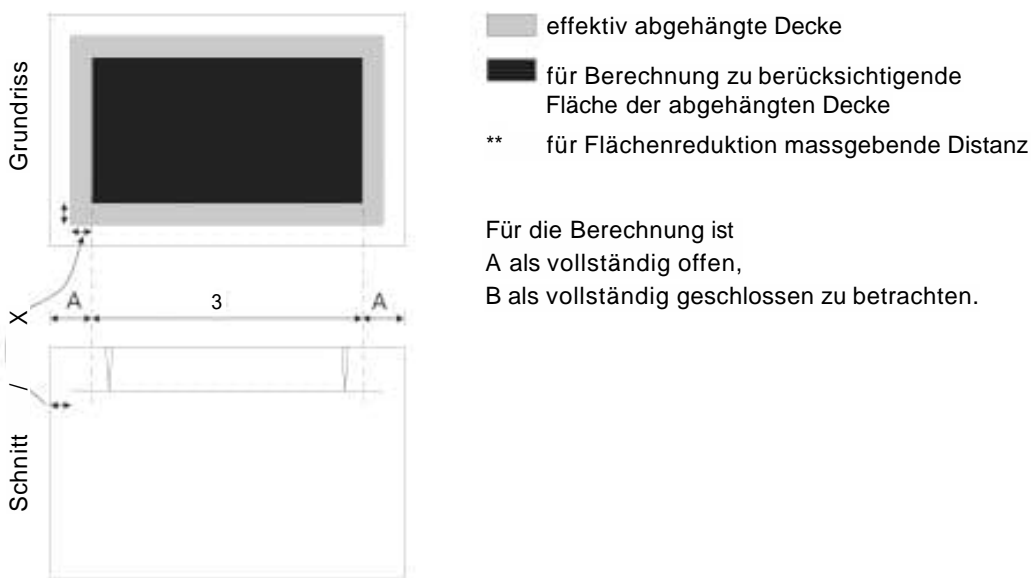 effektiv abgehängte Decke
für Berechnung zu berücksichtigende
Fläche der abgehängten Decke
** für Flächenreduktion massgebende Distanz
Für die Berechnung ist
A als vollständig offen,
B als vollständig geschlossen zu betrachten.
Grundriss
X
A 3 A
/
Schnitt